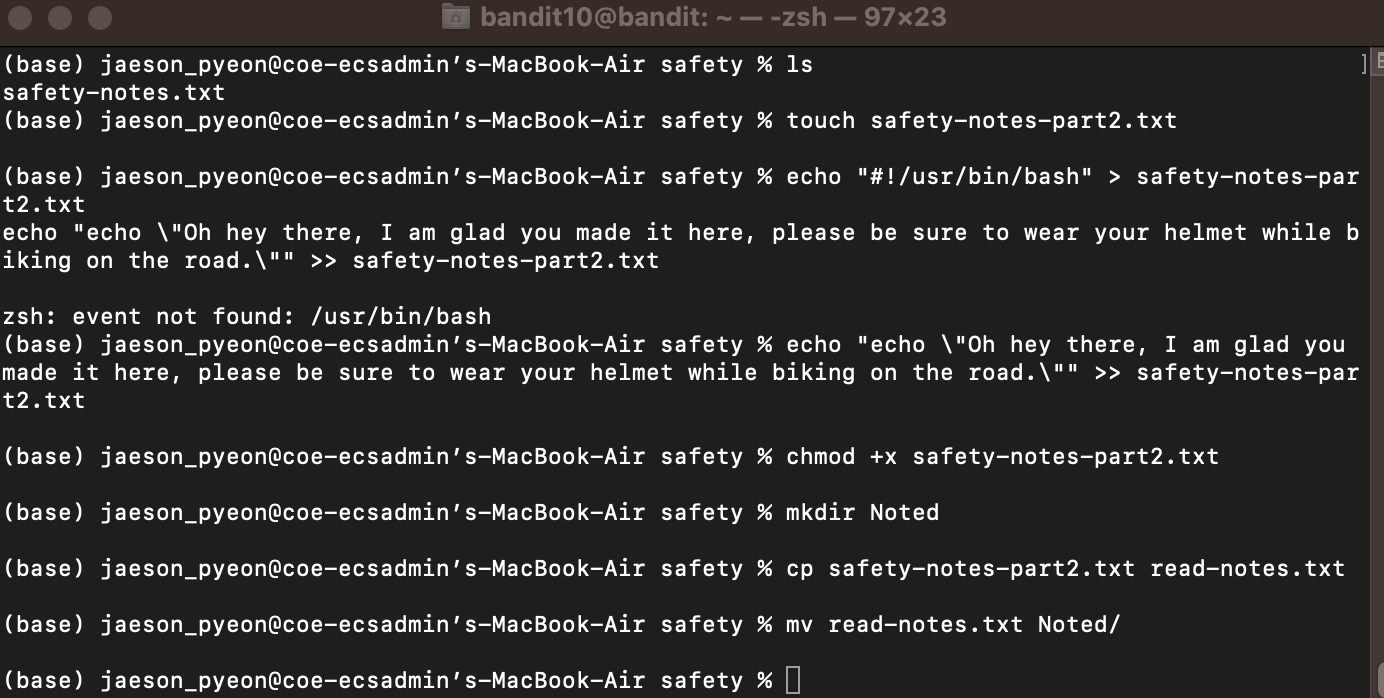 bandit10@bandit: ~ — -zsh — 97×23
(base) jaeson_pyeon@coe-ecsadmin’s-MacBook-Air safety % ls
safety-notes.txt
(base) jaeson_pyeon@coe-ecsadmin’s-MacBook-Air safety % touch safety-notes-part2.txt
(base) jaeson_pyeon@coe-ecsadmin’s-MacBook-Air safety % echo "#!/usr/bin/bash" > safety-notes-par
t2.txt
echo "echo \"Oh hey there, I am glad you made it here, please be sure to wear your helmet while b
iking on the road.\"" >> safety-notes-part2.txt
zsh: event not found: /usr/bin/bash
(base) jaeson_pyeon@coe-ecsadmin’s-MacBook-Air safety % echo "echo \"Oh hey there, I am glad you
made it here, please be sure to wear your helmet while biking on the road.\"" >> safety-notes-par
t2.txt
(base) jaeson_pyeon@coe-ecsadmin’s-MacBook-Air safety % chmod +x safety-notes-part2.txt
(base) jaeson_pyeon@coe-ecsadmin’s-MacBook-Air safety % mkdir Noted
(base) jaeson_pyeon@coe-ecsadmin’s-MacBook-Air safety % cp safety-notes-part2.txt read-notes.txt
(base) jaeson_pyeon@coe-ecsadmin’s-MacBook-Air safety % mv read-notes.txt Noted/
(base) jaeson_pyeon@coe-ecsadmin’s-MacBook-Air safety %